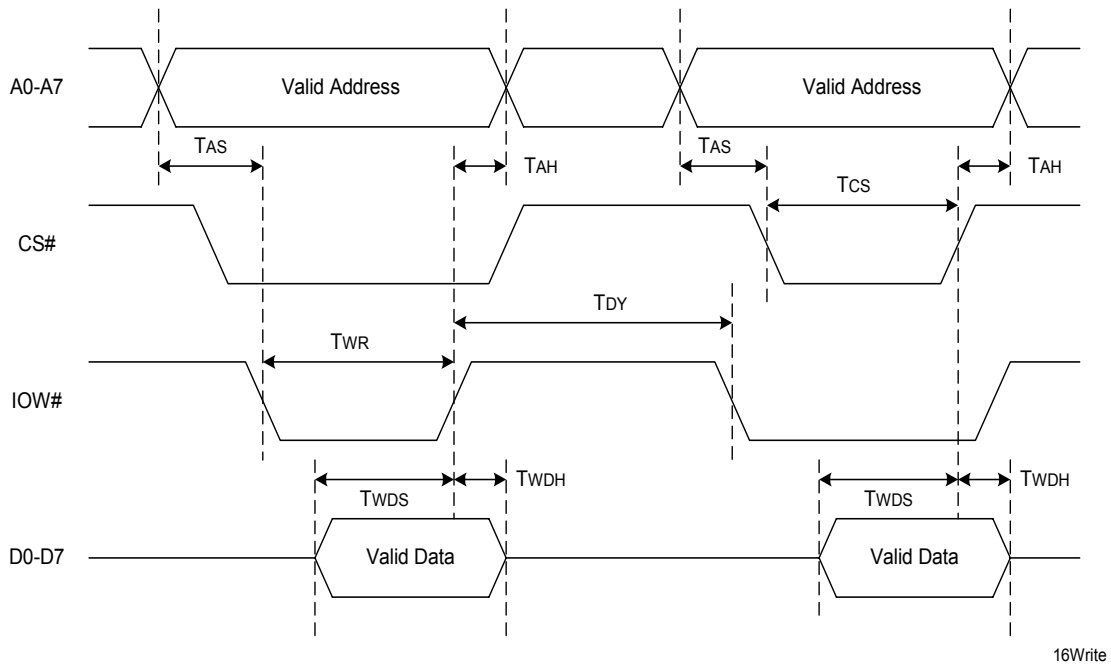 A0-A7
Valid Address
Valid Address
TAS
TAH
TAS
TAH
TCS
CS#
TDY
TWR
IOW#
TWDS
TWDH
TWDS
TWDH
D0-D7
Valid Data
Valid Data
16Write